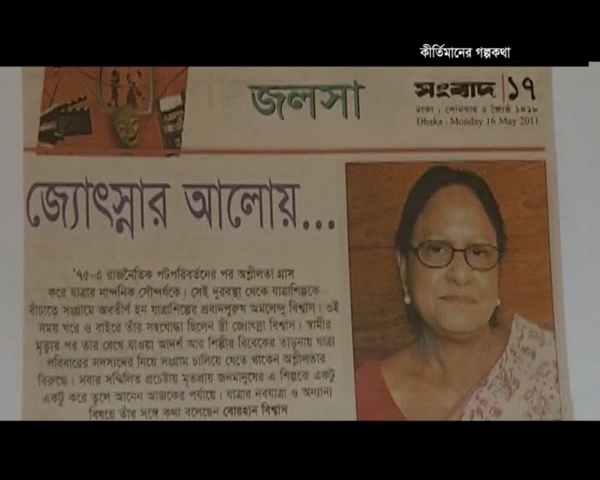 কীর্তিমানের গল্পকথা
জলসা
সংবাদ ১৭
ঢাকা : সোমবার ২ জ্যৈষ্ঠ ১৪১৮
Dhaka : Monday 16 May 2011
জ্যোৎস্নার আলোয়...
'৭৫-এ রাজনৈতিক পটপরিবর্তনের পর অশ্লীলতা গ্রাস
করে যাত্রার নান্দনিক সৌন্দর্যকে। সেই দুরবস্থা থেকে যাত্রাশিল্পকে
বাঁচাতে সংগ্রামে অবতীর্ণ হন যাত্রাশিল্পের প্রবাদপুরুষ অমলেন্দু বিশ্বাস। ওই
সময় ঘরে ও বাইরে তাঁর সহযোদ্ধা ছিলেন স্ত্রী জ্যোৎস্না বিশ্বাস। স্বামীর
মৃত্যুর পর তার রেখে যাওয়া আদর্শ আর শিল্পীর বিবেকের তাড়নায় যাত্রা
পরিবারের সদস্যদের নিয়ে সংগ্রাম চালিয়ে যেতে থাকেন অশ্লীলতার
বিরুদ্ধে। সবার সম্মিলিত প্রচেষ্টায় মৃতপ্রায় জনমানুষের এ শিল্পকে একটু
একটু করে তুলে আনেন আজকের পর্যায়ে। যাত্রার নবযাত্রা ও অন্যান্য
বিষয়ে তাঁর সঙ্গে কথা বলেছেন বোরহান বিশ্বাস